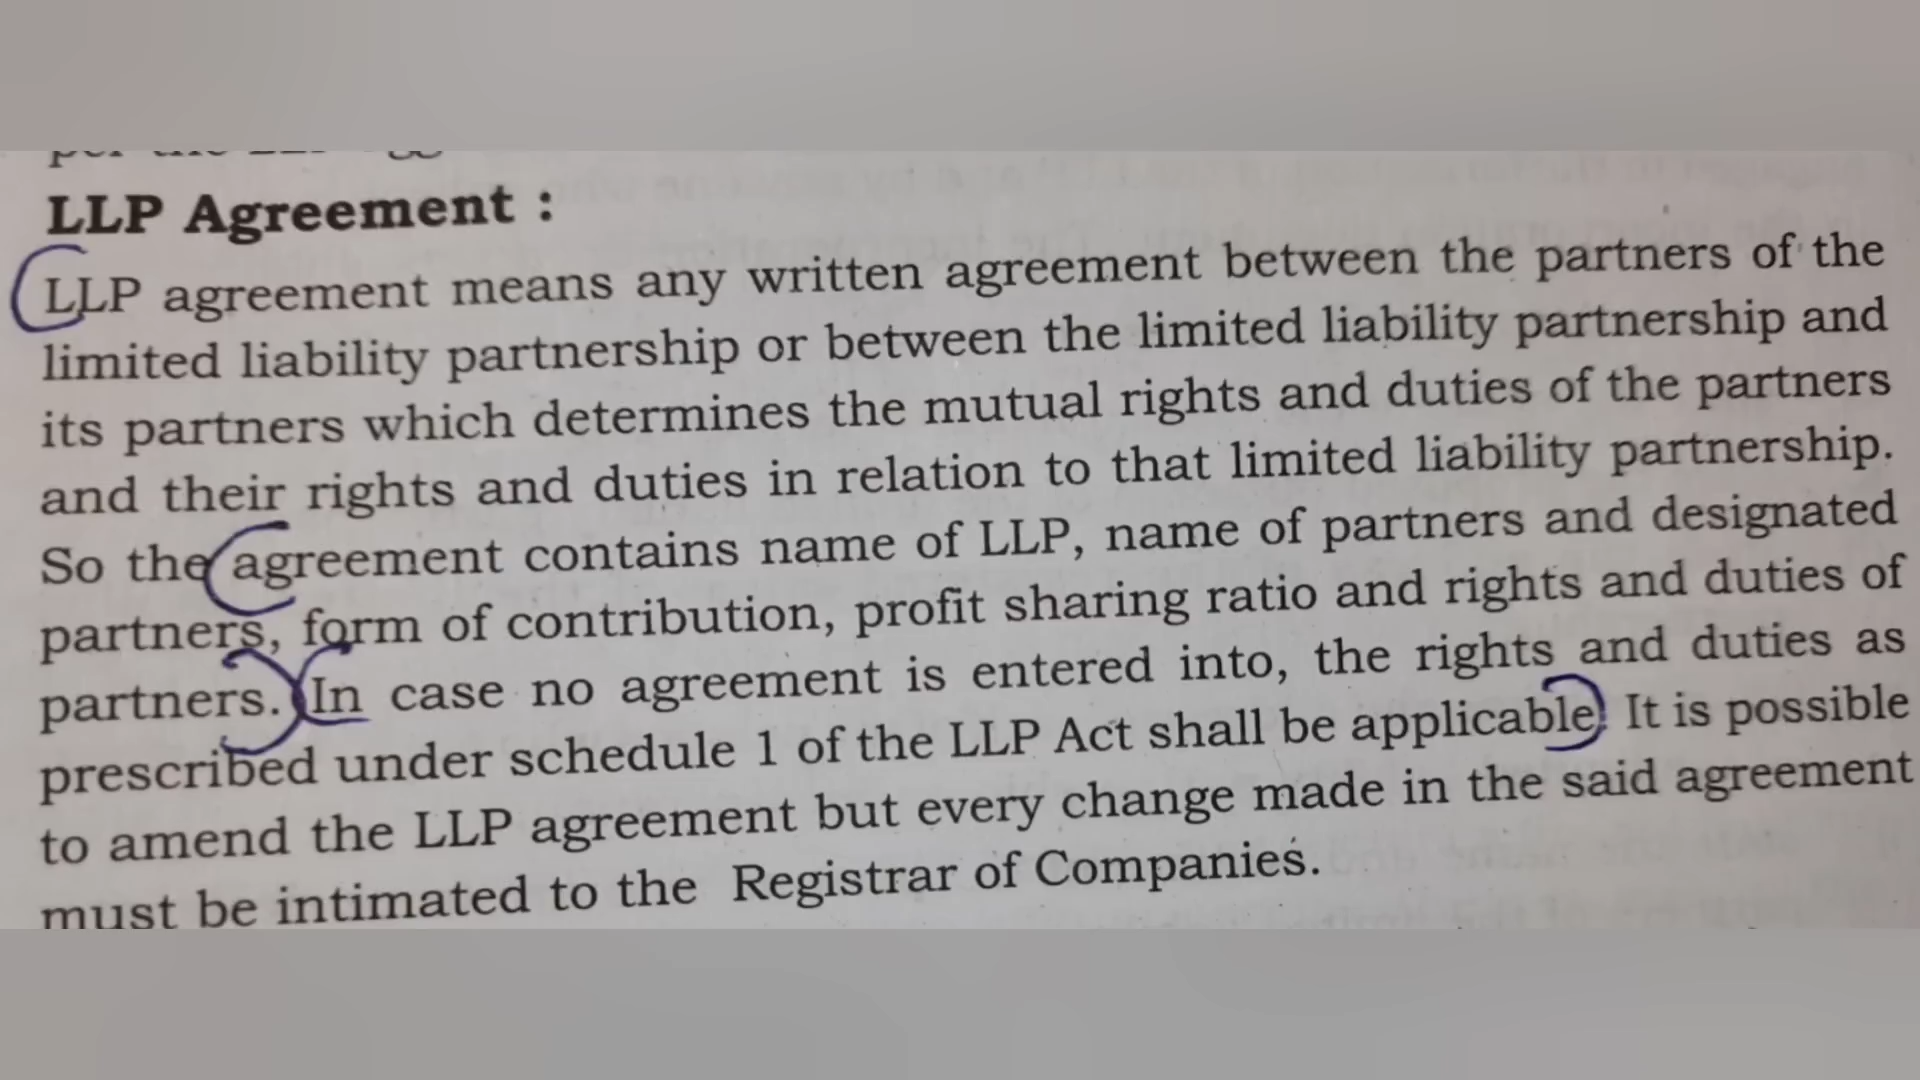 LLP Agreement :
LLP agreement means any written agreement between the partners of the
limited liability partnership or between the limited liability partnership and
its partners which determines the mutual rights and duties of the partners
and their rights and duties in relation to that limited liability partnership.
So the agreement contains name of LLP, name of partners and designated
partners, form of contribution, profit sharing ratio and rights and duties of
partners. In case no agreement is entered into, the rights and duties as
prescribed under schedule 1 of the LLP Act shall be applicable. It is possible
to amend the LLP agreement but every change made in the said agreement
must be intimated to the Registrar of Companies.